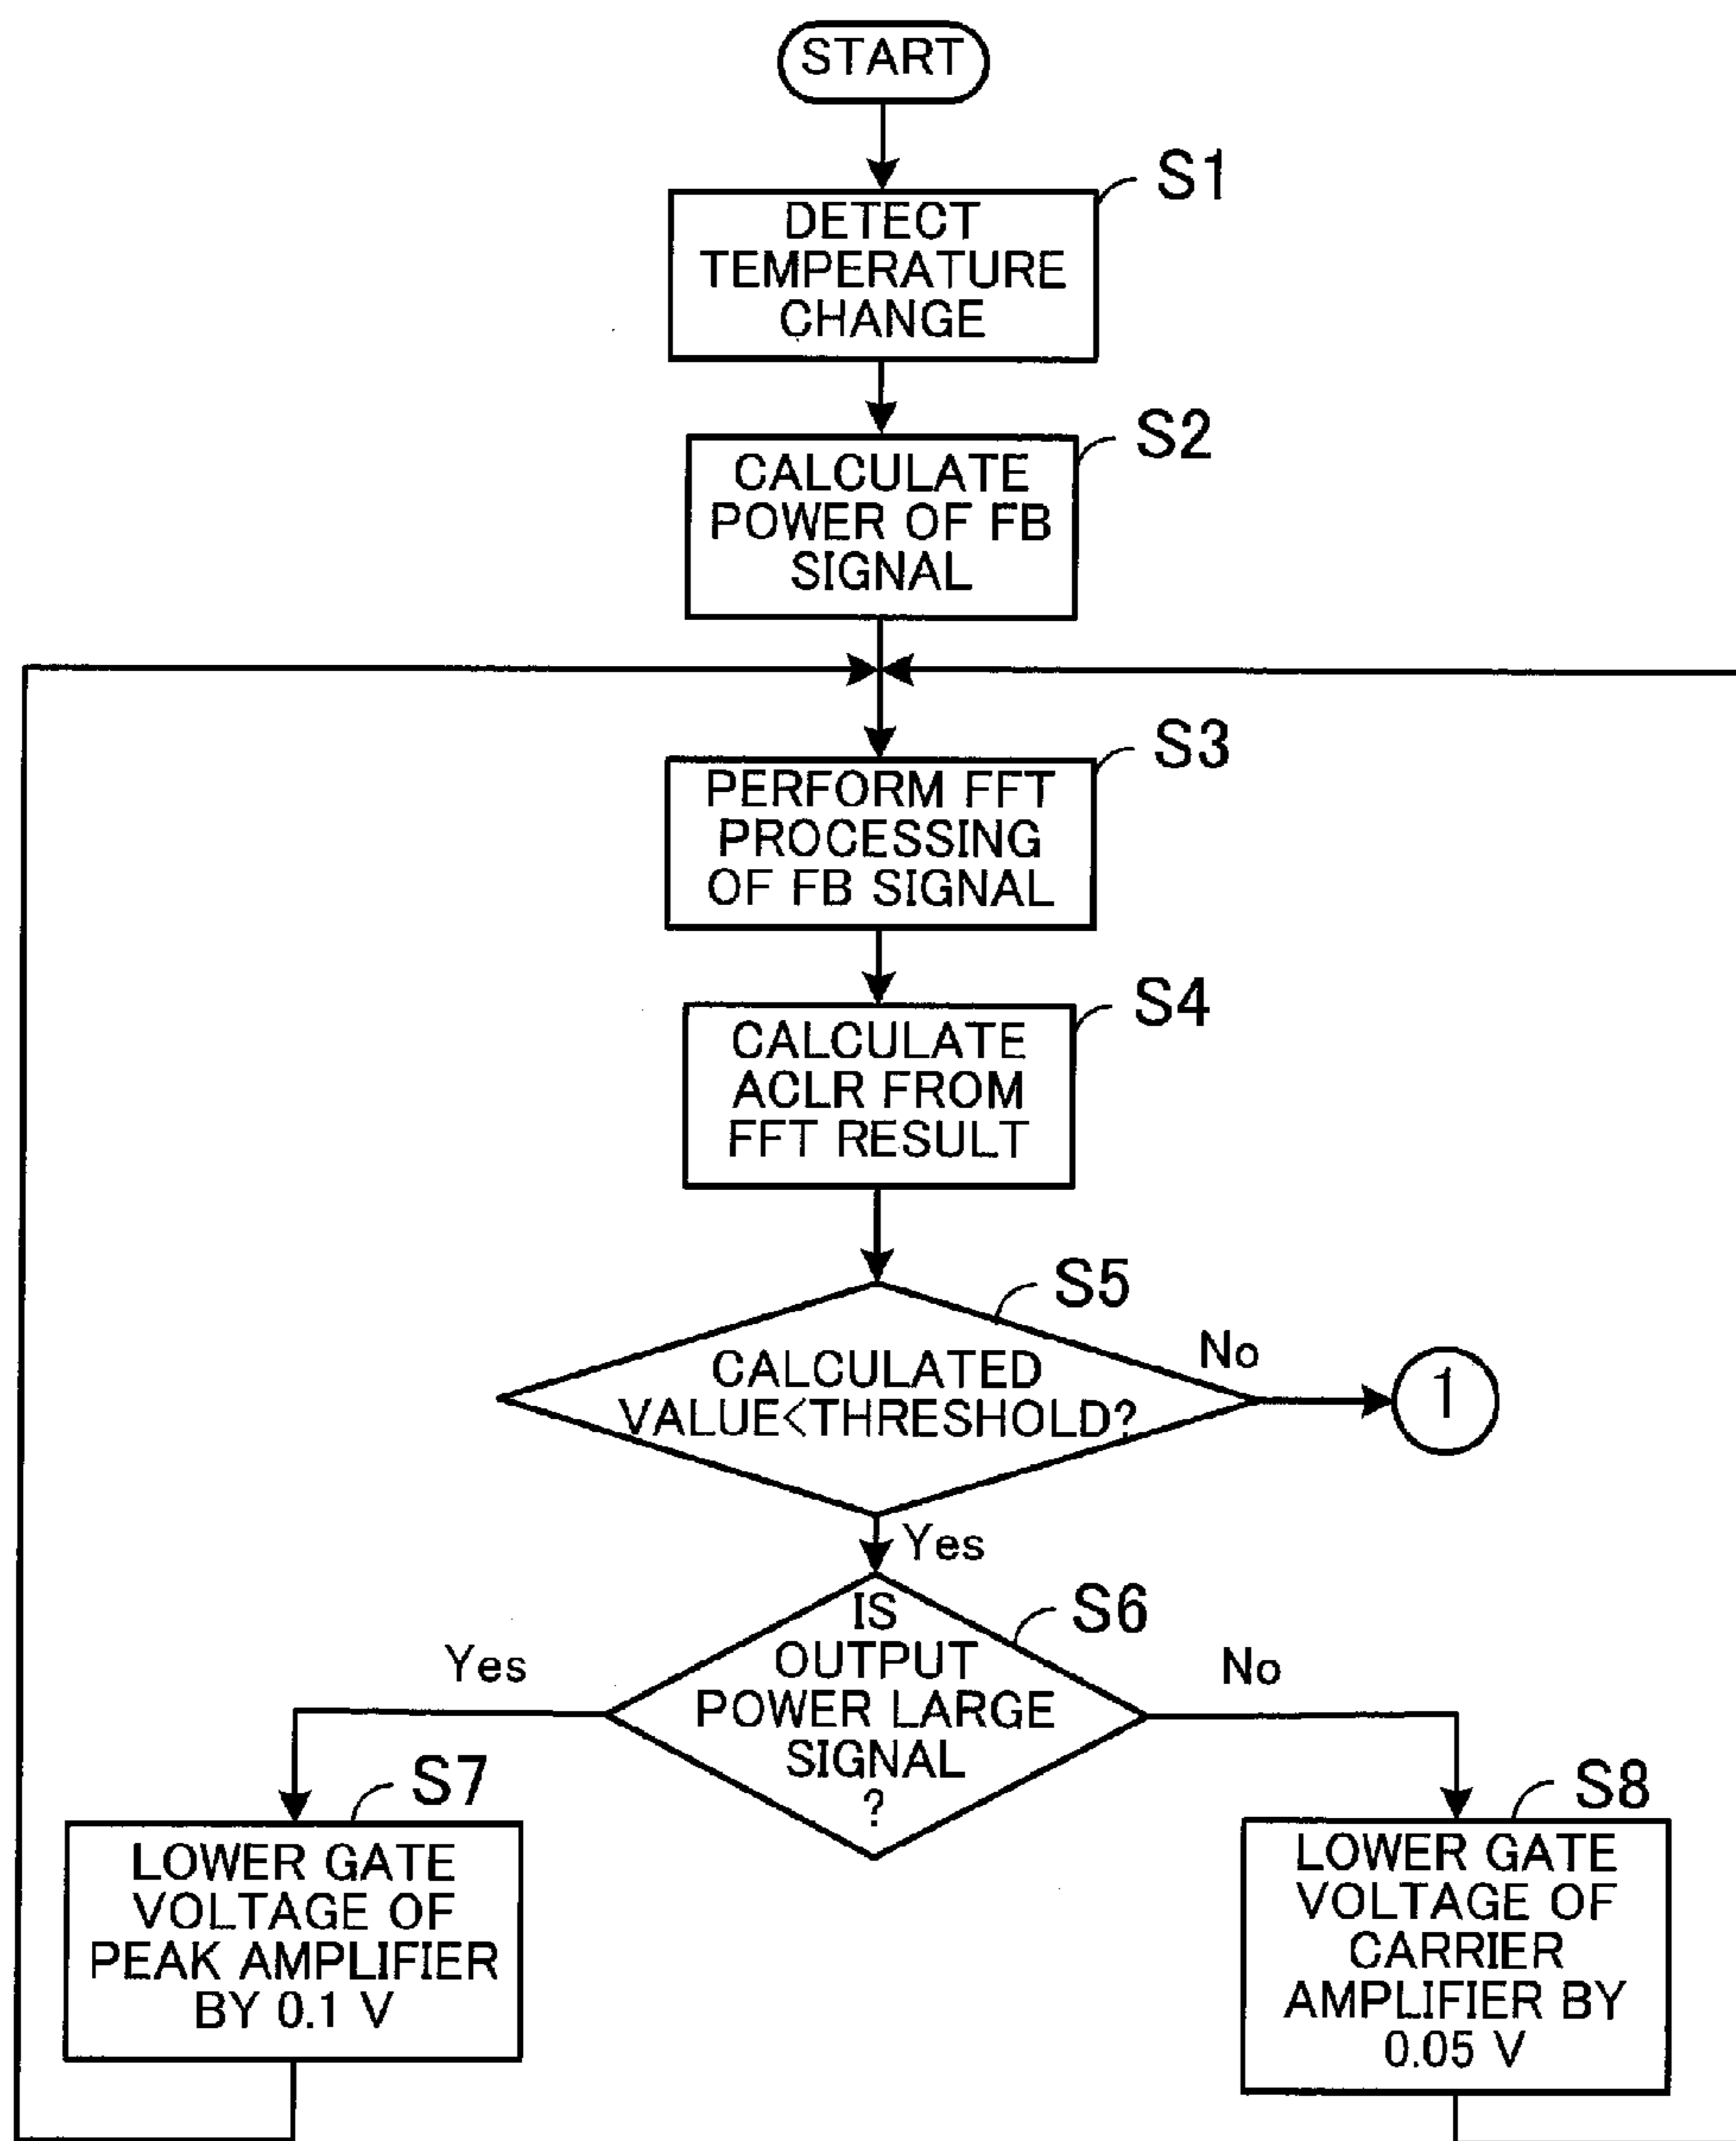 START
S1
DETECT
TEMPERATURE
CHANGE
S2
CALCULATE
POWER OF FB
SIGNAL
S3
PERFORM FFT
PROCESSING
OF FB SIGNAL
S4
CALCULATE
ACLR FROM
FFT RESULT
S5
CALCULATED
VALUE<THRESHOLD?
No
1
Yes
S6
IS
OUTPUT
POWER LARGE
SIGNAL
?
Yes
No
S7
LOWER GATE
VOLTAGE OF
PEAK AMPLIFIER
BY 0.1 V
S8
LOWER GATE
VOLTAGE OF
CARRIER
AMPLIFIER BY
0.05 V